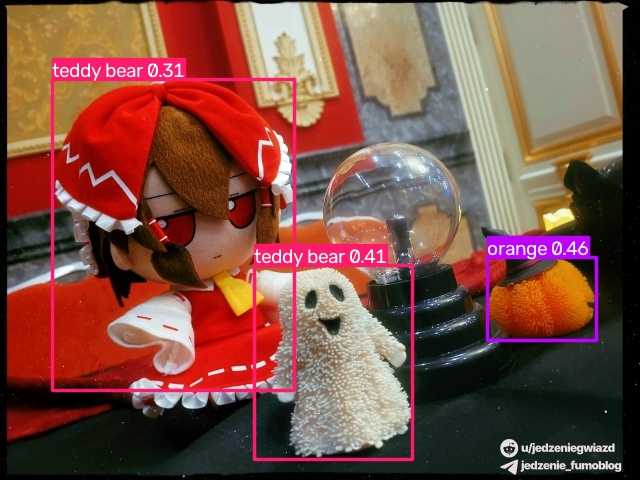 teddy bear 0.31
teddy bear 0.41
orange 0.46
u/jedzeniegwiazd
jedzenie_fumoblog